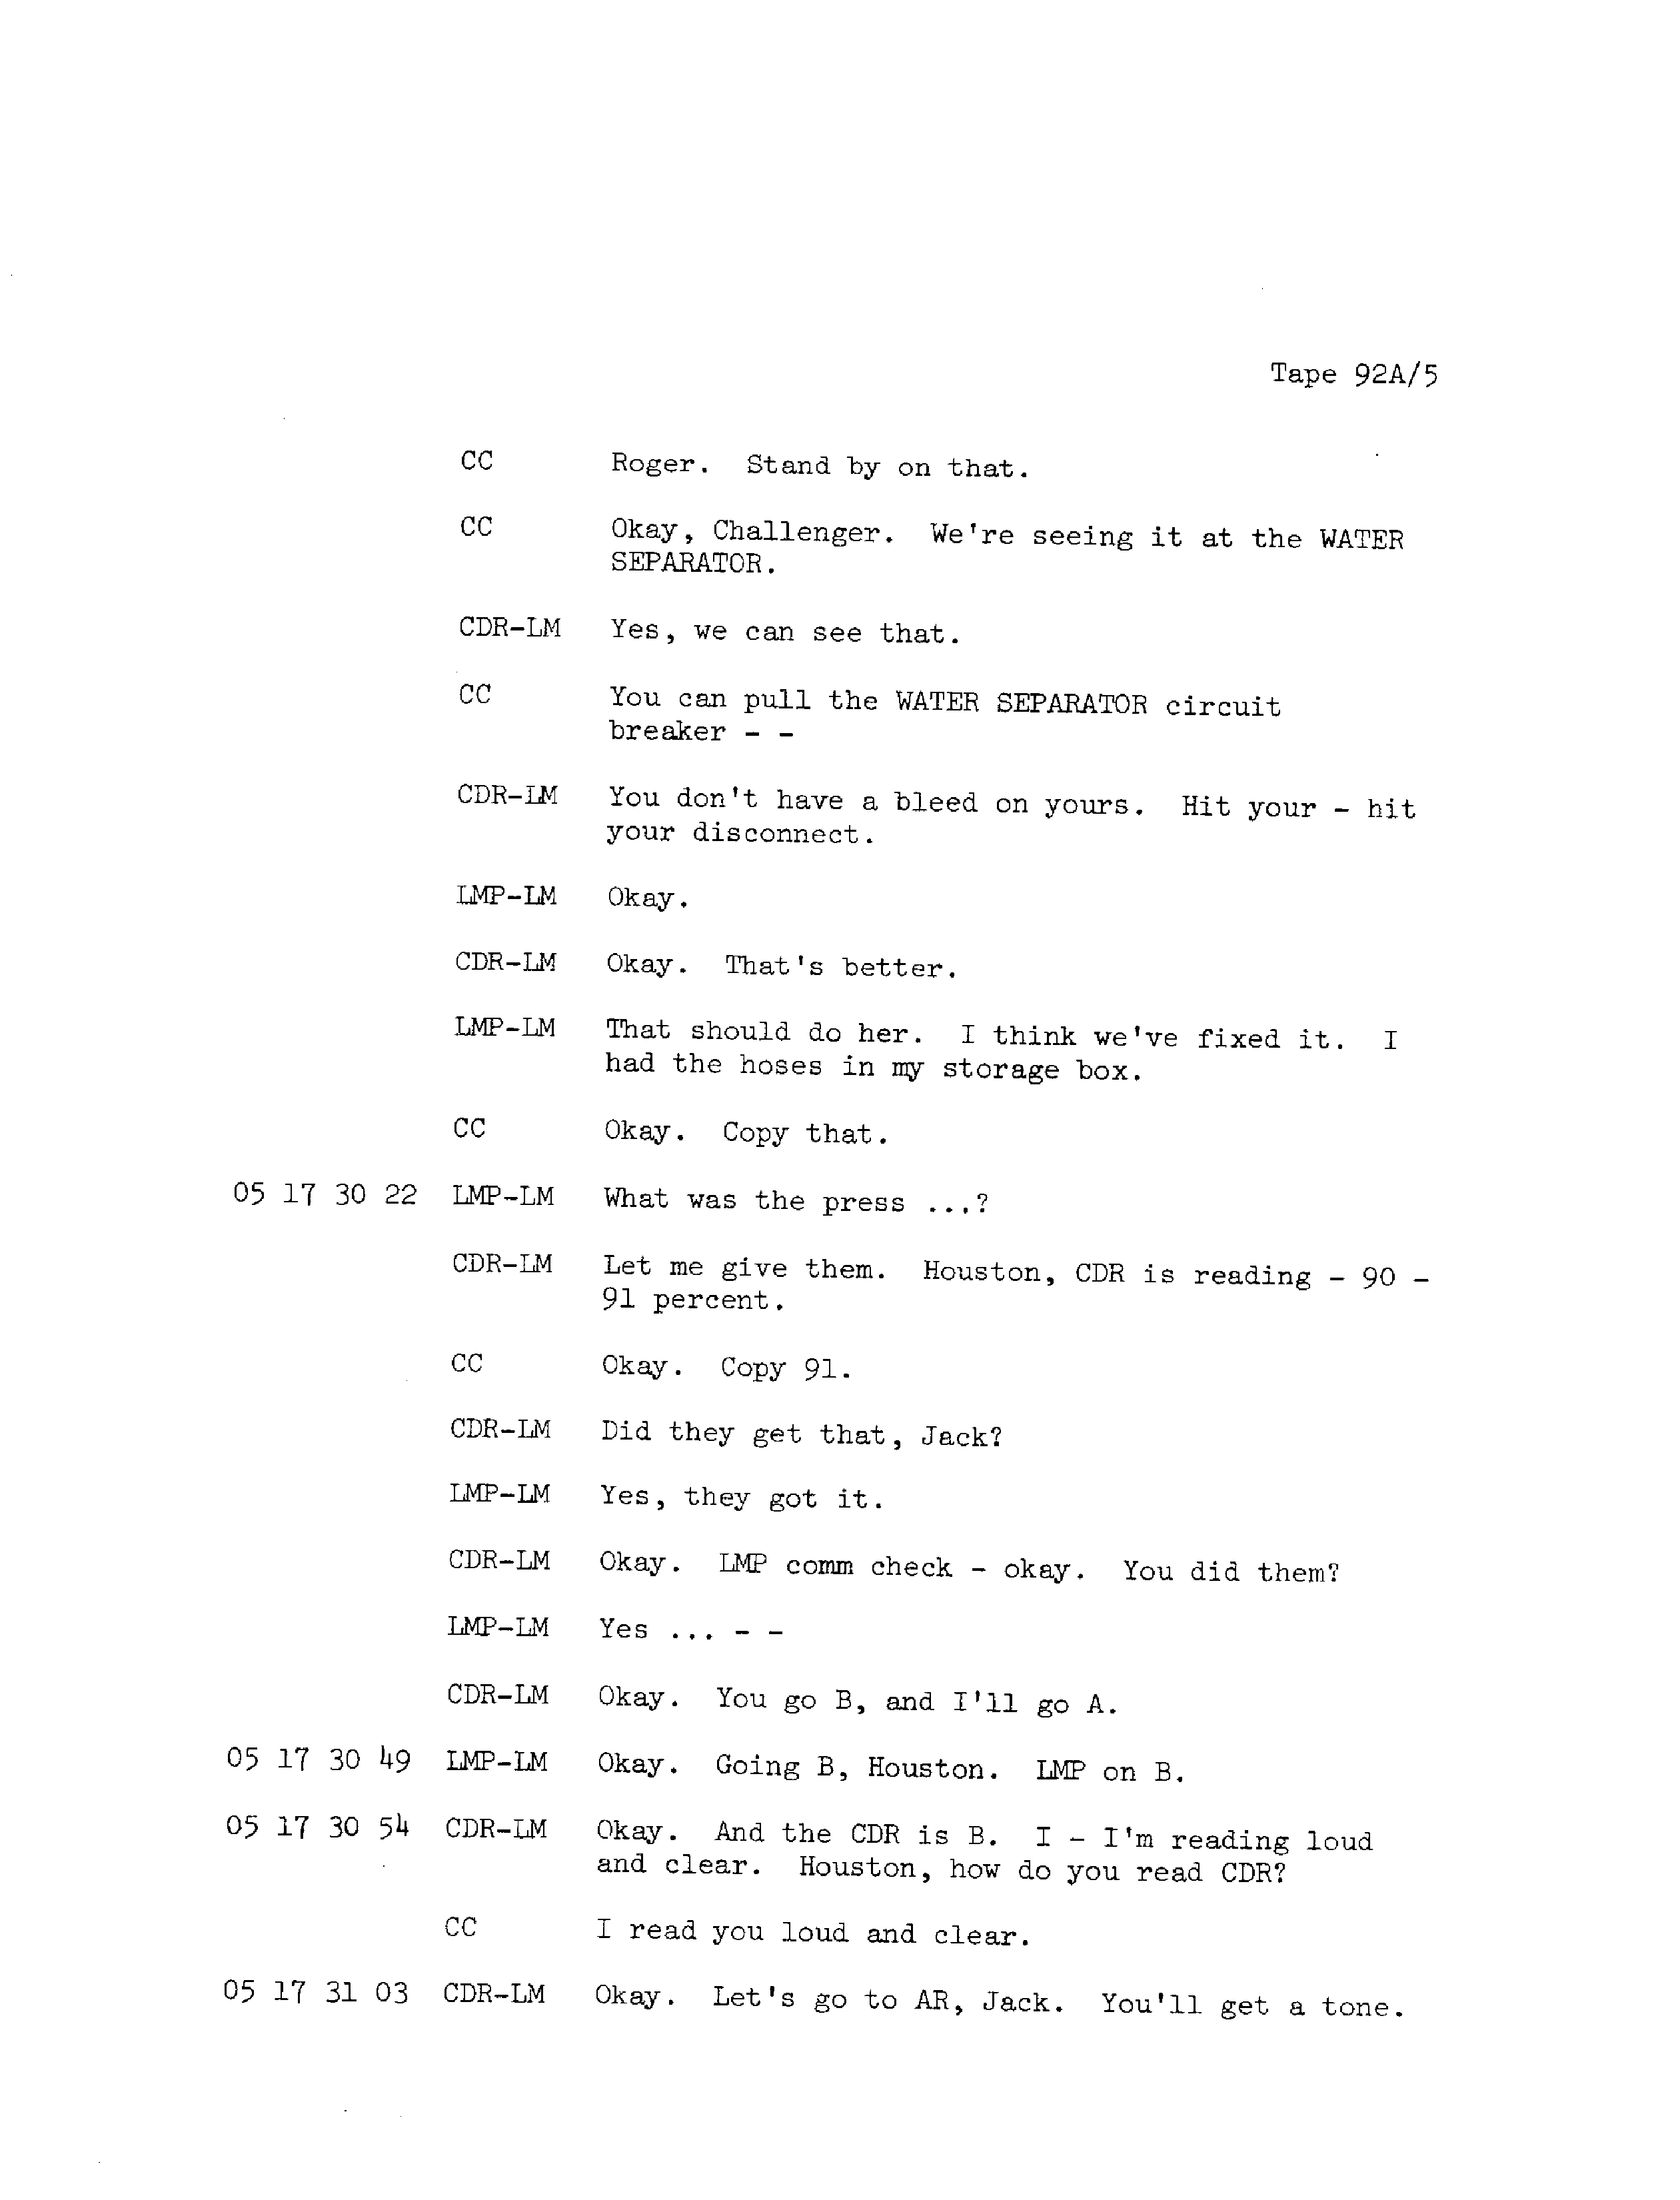 Tape 92A/5
CC Roger. Stand by on that.
CC Okay, Challenger. We're seeing it at the WATER
SEPARATOR.
CDR-LM Yes, we can see that.
CC You can pull the WATER SEPARATOR circuit
breaker - -
CDR-LM You don't have a bleed on yours. Hit your - hit
your disconnect.
LMP-LM Okay.
CDR-LM Okay. That's better.
LMP-LM That should do her. I think we've fixed it. I
had the hoses in my storage box.
CC Okay. Copy that.
05 17 30 22 LMP-LM What was the press ...?
CDR-LM Let me give them. Houston, CDR is reading - 90 -
91 percent.
CC Okay. Copy 91.
CDR-LM Did they get that, Jack?
LMP-LM Yes, they got it.
CDR-LM Okay. LMP comm check - okay. You did them?
LMP-LM Yes ... - -
CDR-LM Okay. You go B, and I'll go A.
05 17 30 49 LMP-LM Okay. Going B, Houston. LMP on B.
05 17 30 54 CDR-LM Okay. And the CDR is B. I - I'm reading loud
and clear. Houston, how do you read CDR?
CC I read you loud and clear.
05 17 31 03 CDR-LM Okay. Let's go to AR, Jack. You'll get a tone.